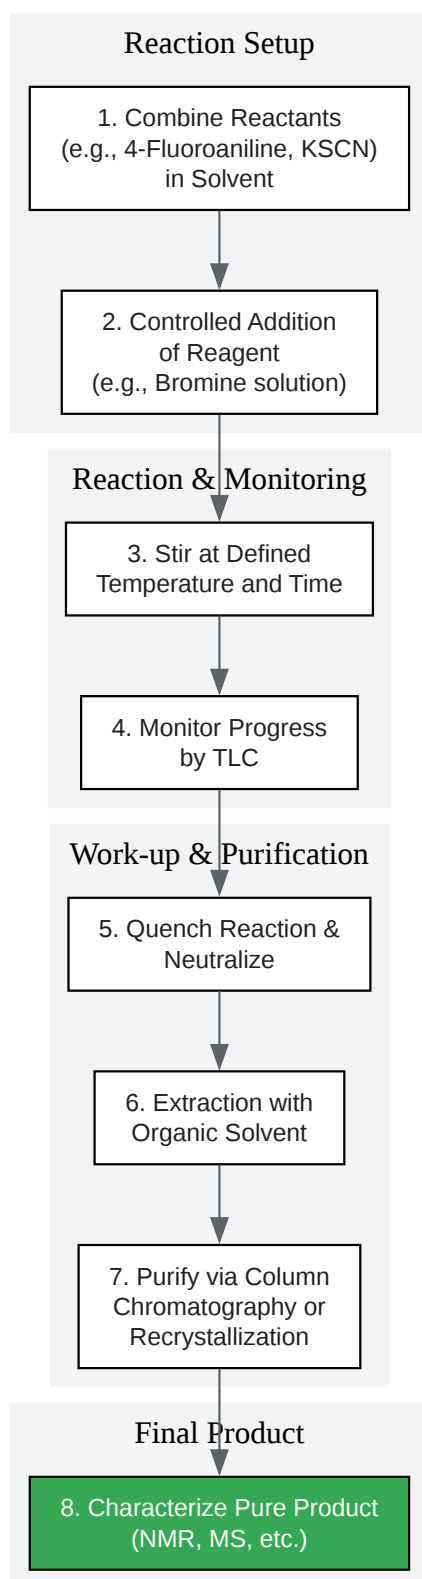 Reaction Setup
1. Combine Reactants
(e.g., 4-Fluoroaniline, KSCN)
in Solvent
2. Controlled Addition
of Reagent
(e.g., Bromine solution)
Reaction & Monitoring
3. Stir at Defined
Temperature and Time
4. Monitor Progress
by TLC
Work-up & Purification
5. Quench Reaction &
Neutralize
6. Extraction with
Organic Solvent
7. Purify via Column
Chromatography or
Recrystallization
Final Product
8. Characterize Pure Product
(NMR, MS, etc.)